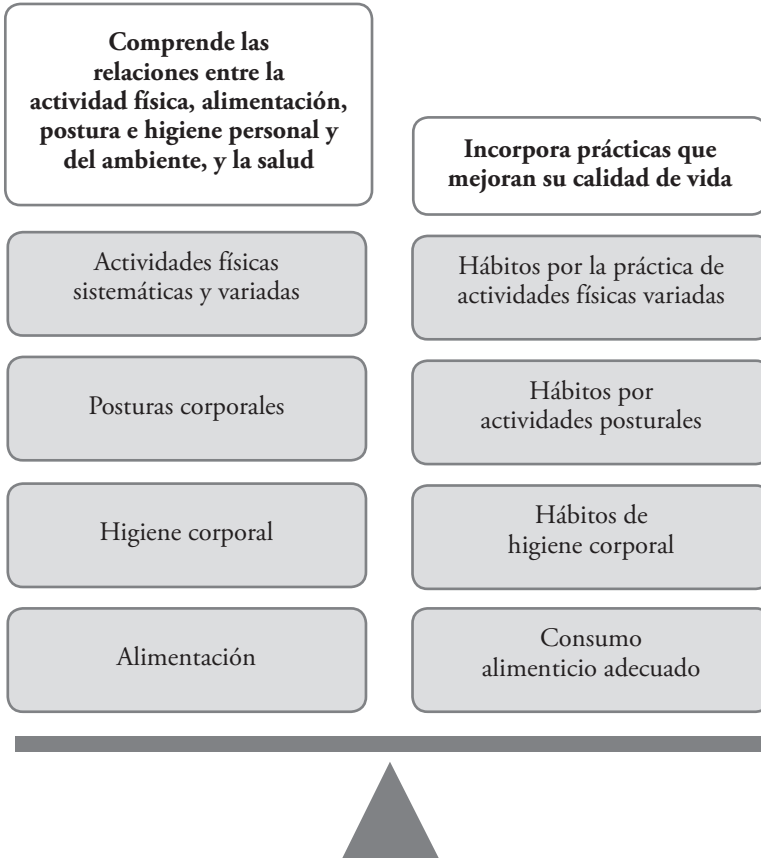 Comprende las
relaciones entre la
actividad física, alimentación,
postura e higiene personal y
del ambiente, y la salud
Actividades físicas
sistemáticas y variadas
Posturas corporales
Higiene corporal
Alimentación
Incorpora prácticas que
mejoran su calidad de vida
Hábitos por la práctica de
actividades físicas variadas
Hábitos por
actividades posturales
Hábitos de
higiene corporal
Consumo
alimenticio adecuado